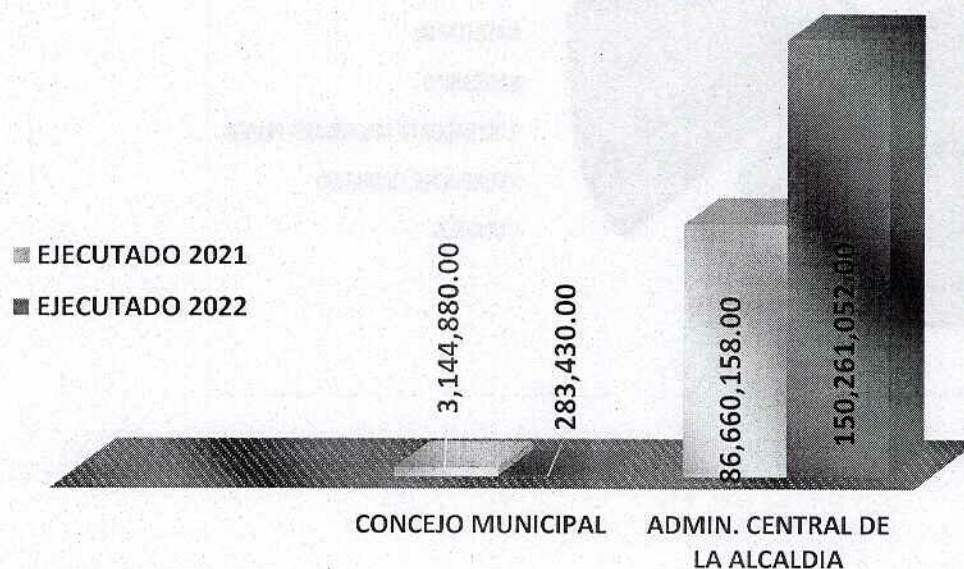 EJECUTADO 2021
EJECUTADO 2022
3,144,880.00
283,430.00
86,660,158.00
150,261,052.00
CONCEJO MUNICIPAL
ADMIN. CENTRAL DE
LA ALCALDIA